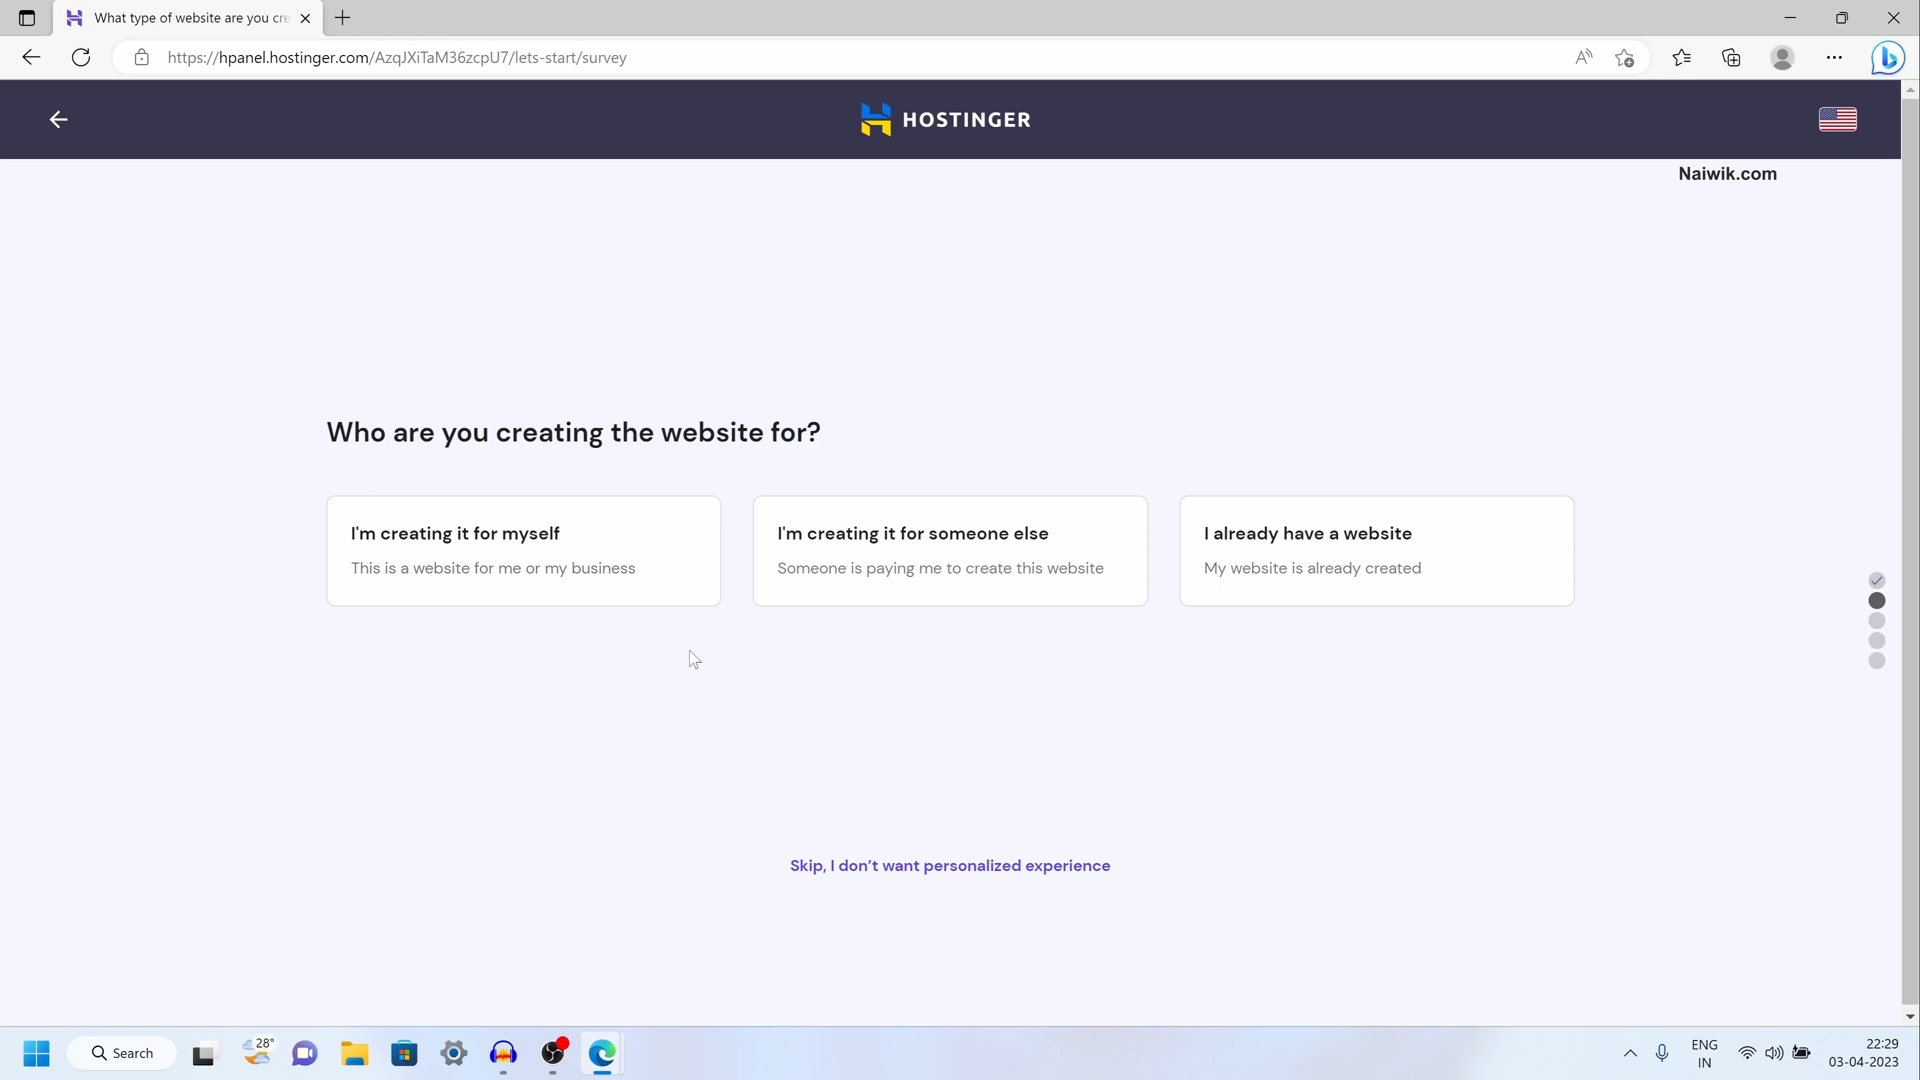 What type of website are you cre
https://hpanel.hostinger.com/AzqJXiTaM36zcpU7/lets-start/survey
HOSTINGER
Naiwik.com
Who are you creating the website for?
I'm creating it for myself
This is a website for me or my business
I'm creating it for someone else
Someone is paying me to create this website
I already have a website
My website is already created
Skip, I don’t want personalized experience
Search
28°
ENG
IN
22:29
03-04-2023